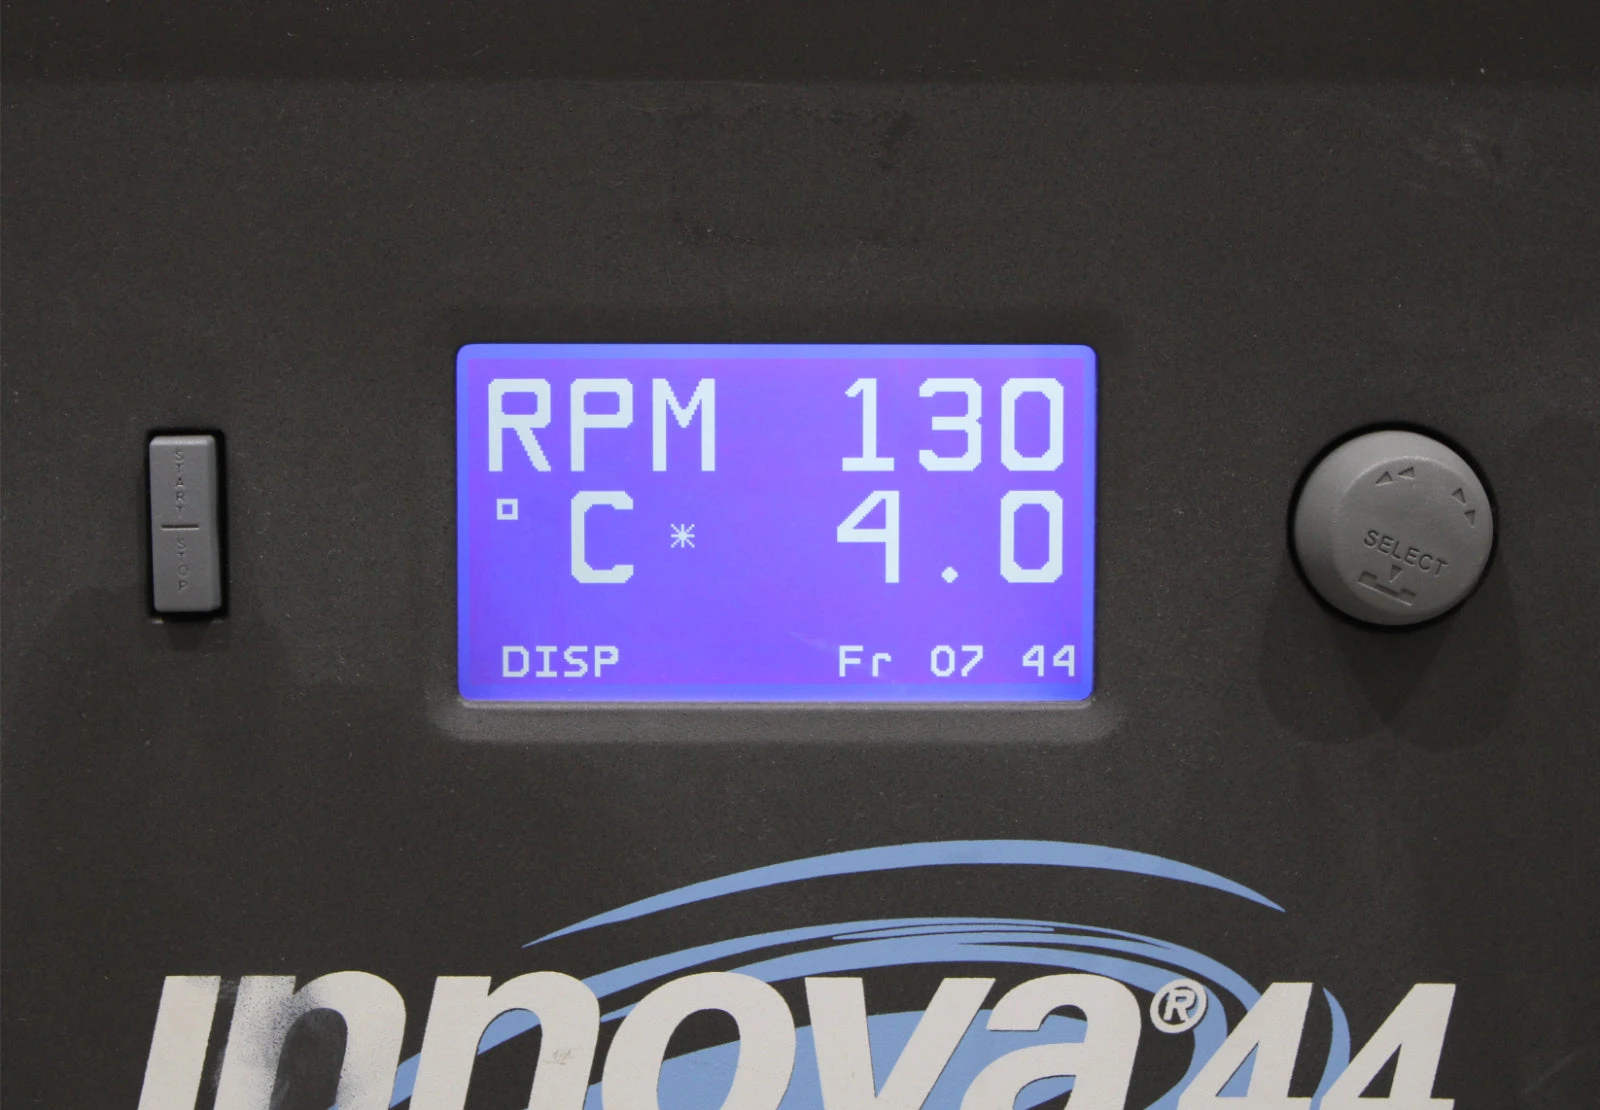 RPM 130
°C * 4.0
DISP Fr 07 44
START
STOP
SELECT
innova® 44